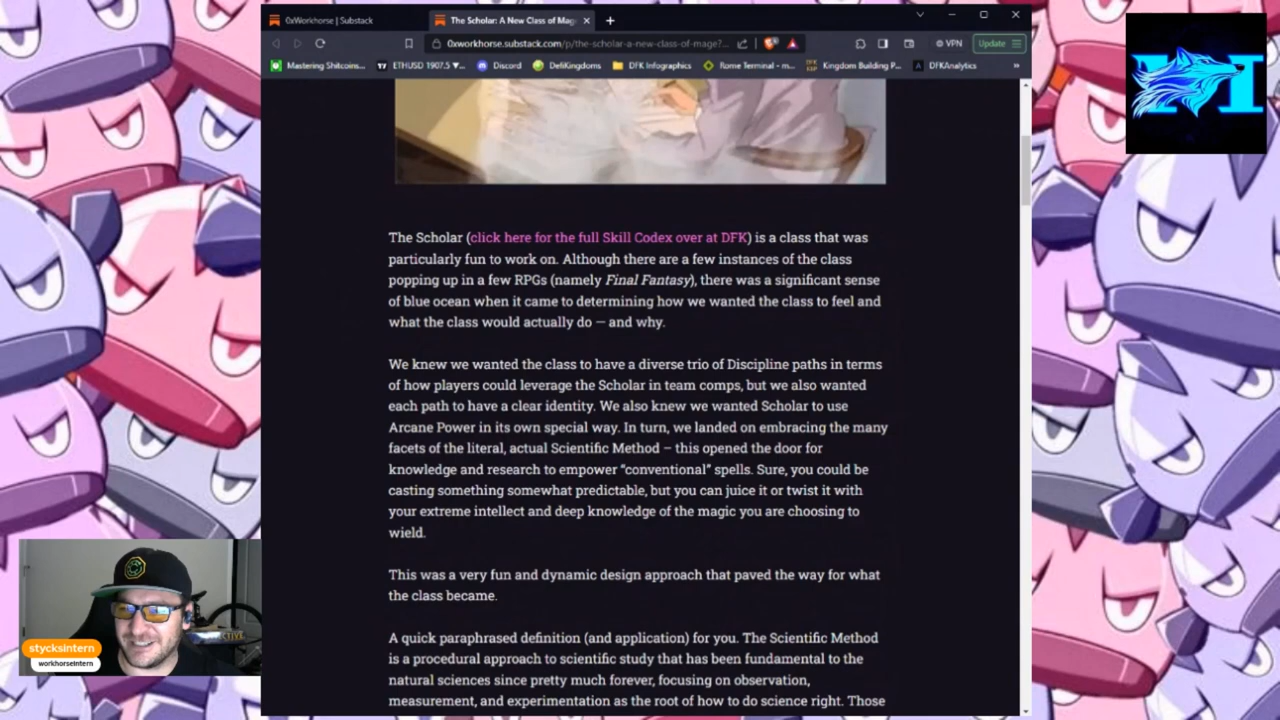 0xWorkhorse | Substack
The Scholar: A New Class of Mag
0xworkhorse.substack.com/p/the-scholar-a-new-class-of-mage?...
VPN
Update
Mastering Shitcoins...
ETHUSD 1907.5 ▼...
Discord
DefiKingdoms
DFK Infographics
Rome Terminal - m...
Kingdom Building P...
DFKAnalytics
»
The Scholar (click here for the full Skill Codex over at DFK) is a class that was
particularly fun to work on. Although there are a few instances of the class
popping up in a few RPGs (namely Final Fantasy), there was a significant sense
of blue ocean when it came to determining how we wanted the class to feel and
what the class would actually do — and why.
We knew we wanted the class to have a diverse trio of Discipline paths in terms
of how players could leverage the Scholar in team comps, but we also wanted
each path to have a clear identity. We also knew we wanted Scholar to use
Arcane Power in its own special way. In turn, we landed on embracing the many
facets of the literal, actual Scientific Method – this opened the door for
knowledge and research to empower “conventional” spells. Sure, you could be
casting something somewhat predictable, but you can juice it or twist it with
your extreme intellect and deep knowledge of the magic you are choosing to
wield.
This was a very fun and dynamic design approach that paved the way for what
the class became.
A quick paraphrased definition (and application) for you. The Scientific Method
is a procedural approach to scientific study that has been fundamental to the
natural sciences since pretty much forever, focusing on observation,
measurement, and experimentation as the root of how to do science right. Those
stycksintern
workhorseintern